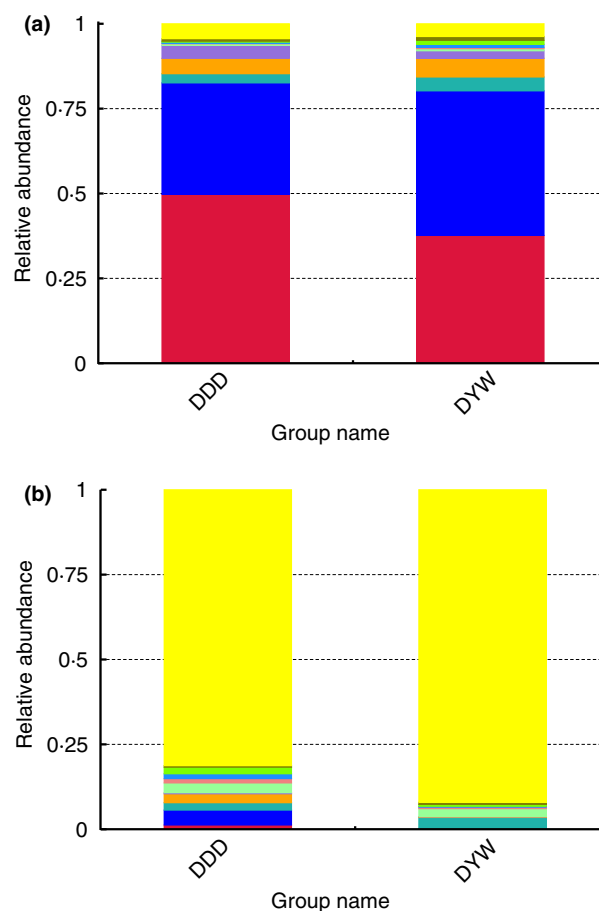 (a)
1
0·75
0·5
0·25
0
Relative abundance
DDD
DYW
Group name
(b)
1
0·75
0·5
0·25
0
Relative abundance
DDD
DYW
Group name